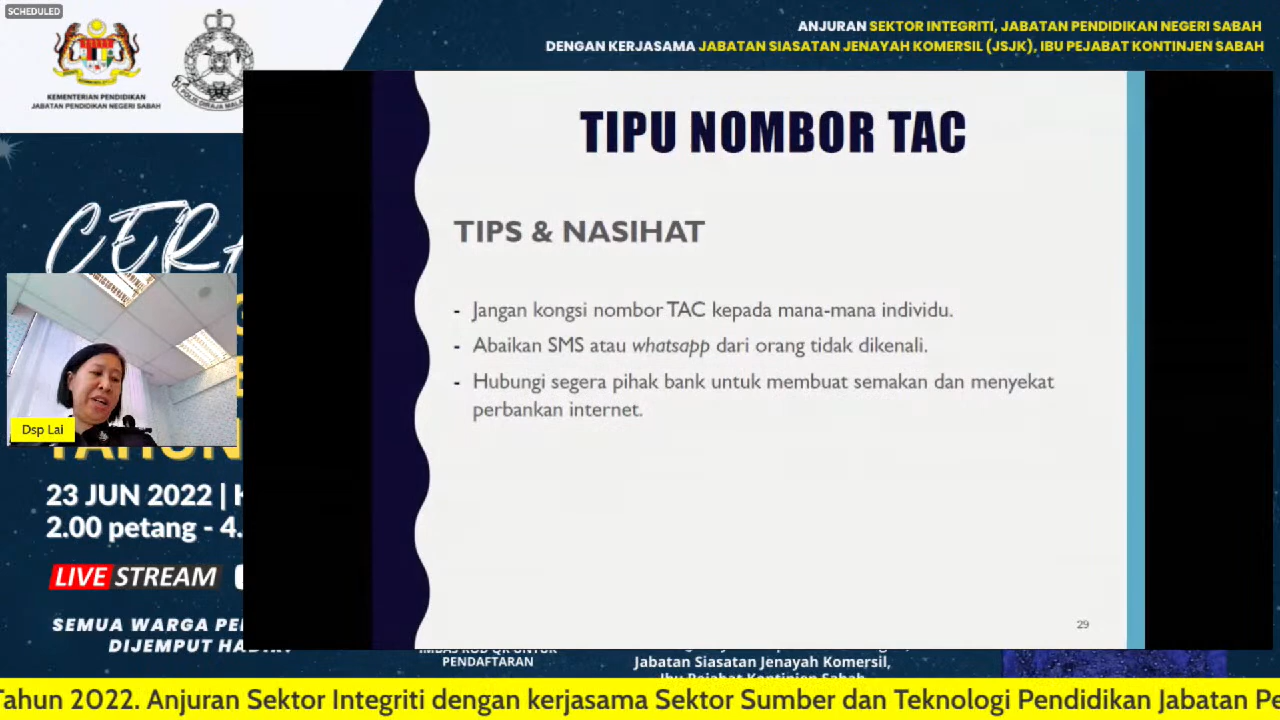 SCHEDULED
KEMENTERIAN PENDIDIKAN
JABATAN PENDIDIKAN NEGERI SABAH
ANJURAN SEKTOR INTEGRITI, JABATAN PENDIDIKAN NEGERI SABAH
DENGAN KERJASAMA JABATAN SIASATAN JENAYAH KOMERSIL (JSJK), IBU PEJABAT KONTINJEN SABAH
TIPU NOMBOR TAC
TIPS & NASIHAT
- Jangan kongsi nombor TAC kepada mana-mana individu.
- Abaikan SMS atau whatsapp dari orang tidak dikenali.
- Hubungi segera pihak bank untuk membuat semakan dan menyekat
perbankan internet.
29
Dsp Lai
23 JUN 2022 |
2.00 petang - 4.
LIVE STREAM
SEMUA WARGA
DIJEMPUT
PENDAFTARAN
Jabatan Siasatan Jenayah Komersil,
Tahun 2022. Anjuran Sektor Integriti dengan kerjasama Sektor Sumber dan Teknologi Pendidikan Jabatan